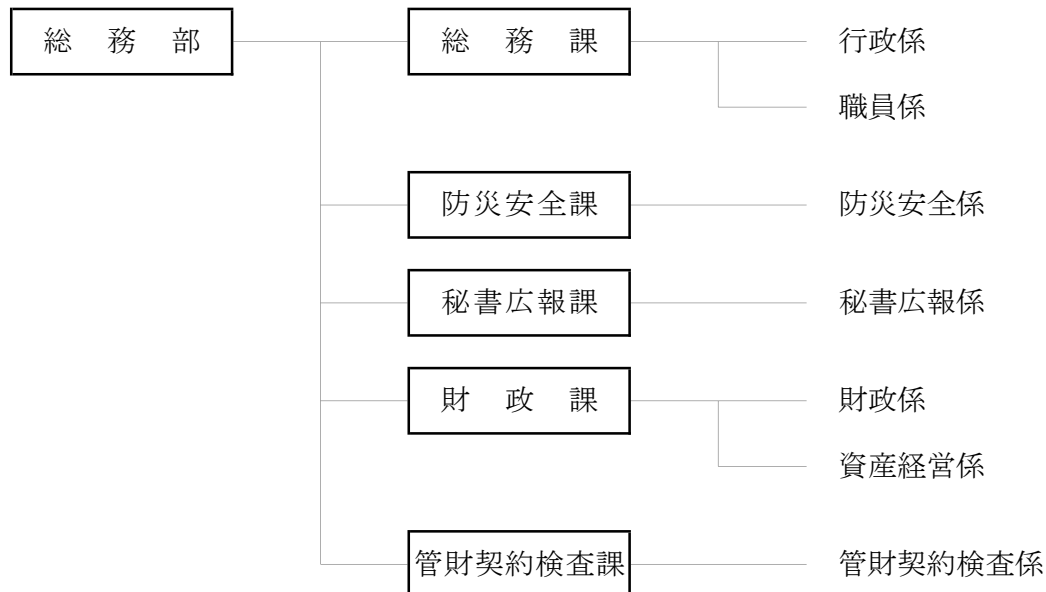 総務部 総務課 行政係
職員係
防災安全課 防災安全係
秘書広報課 秘書広報係
財政課 財政係
資産経営係
管財契約検査課 管財契約検査係